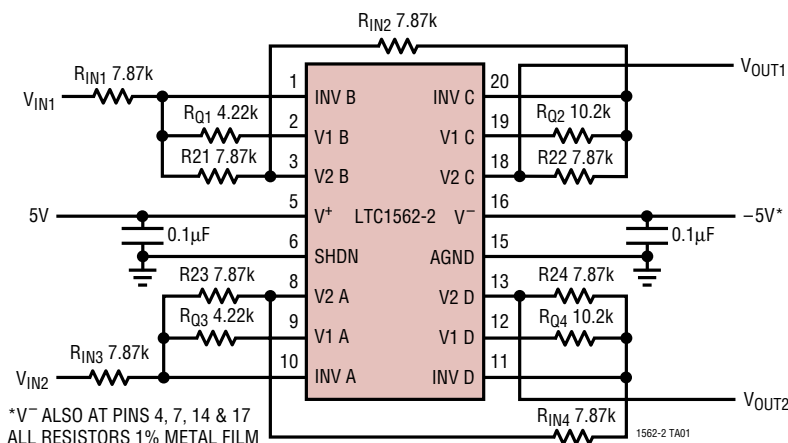 RIN2 7.87k
RIN1 7.87k
VIN1
VOUT1
1 INV B INV C 20
RQ1 4.22k 2 V1 B V1 C 19 RQ2 10.2k
R21 7.87k 3 V2 B V2 C 18 R22 7.87k
5V 5 V+ LTC1562-2 V− 16 −5V*
0.1µF 0.1µF
6 SHDN AGND 15
R23 7.87k 8 V2 A V2 D 13 R24 7.87k
RQ3 4.22k 9 V1 A V1 D 12 RQ4 10.2k
RIN3 7.87k 10 INV A INV D 11
VIN2
VOUT2
RIN4 7.87k
*V− ALSO AT PINS 4, 7, 14 & 17
ALL RESISTORS 1% METAL FILM
1562-2 TA01